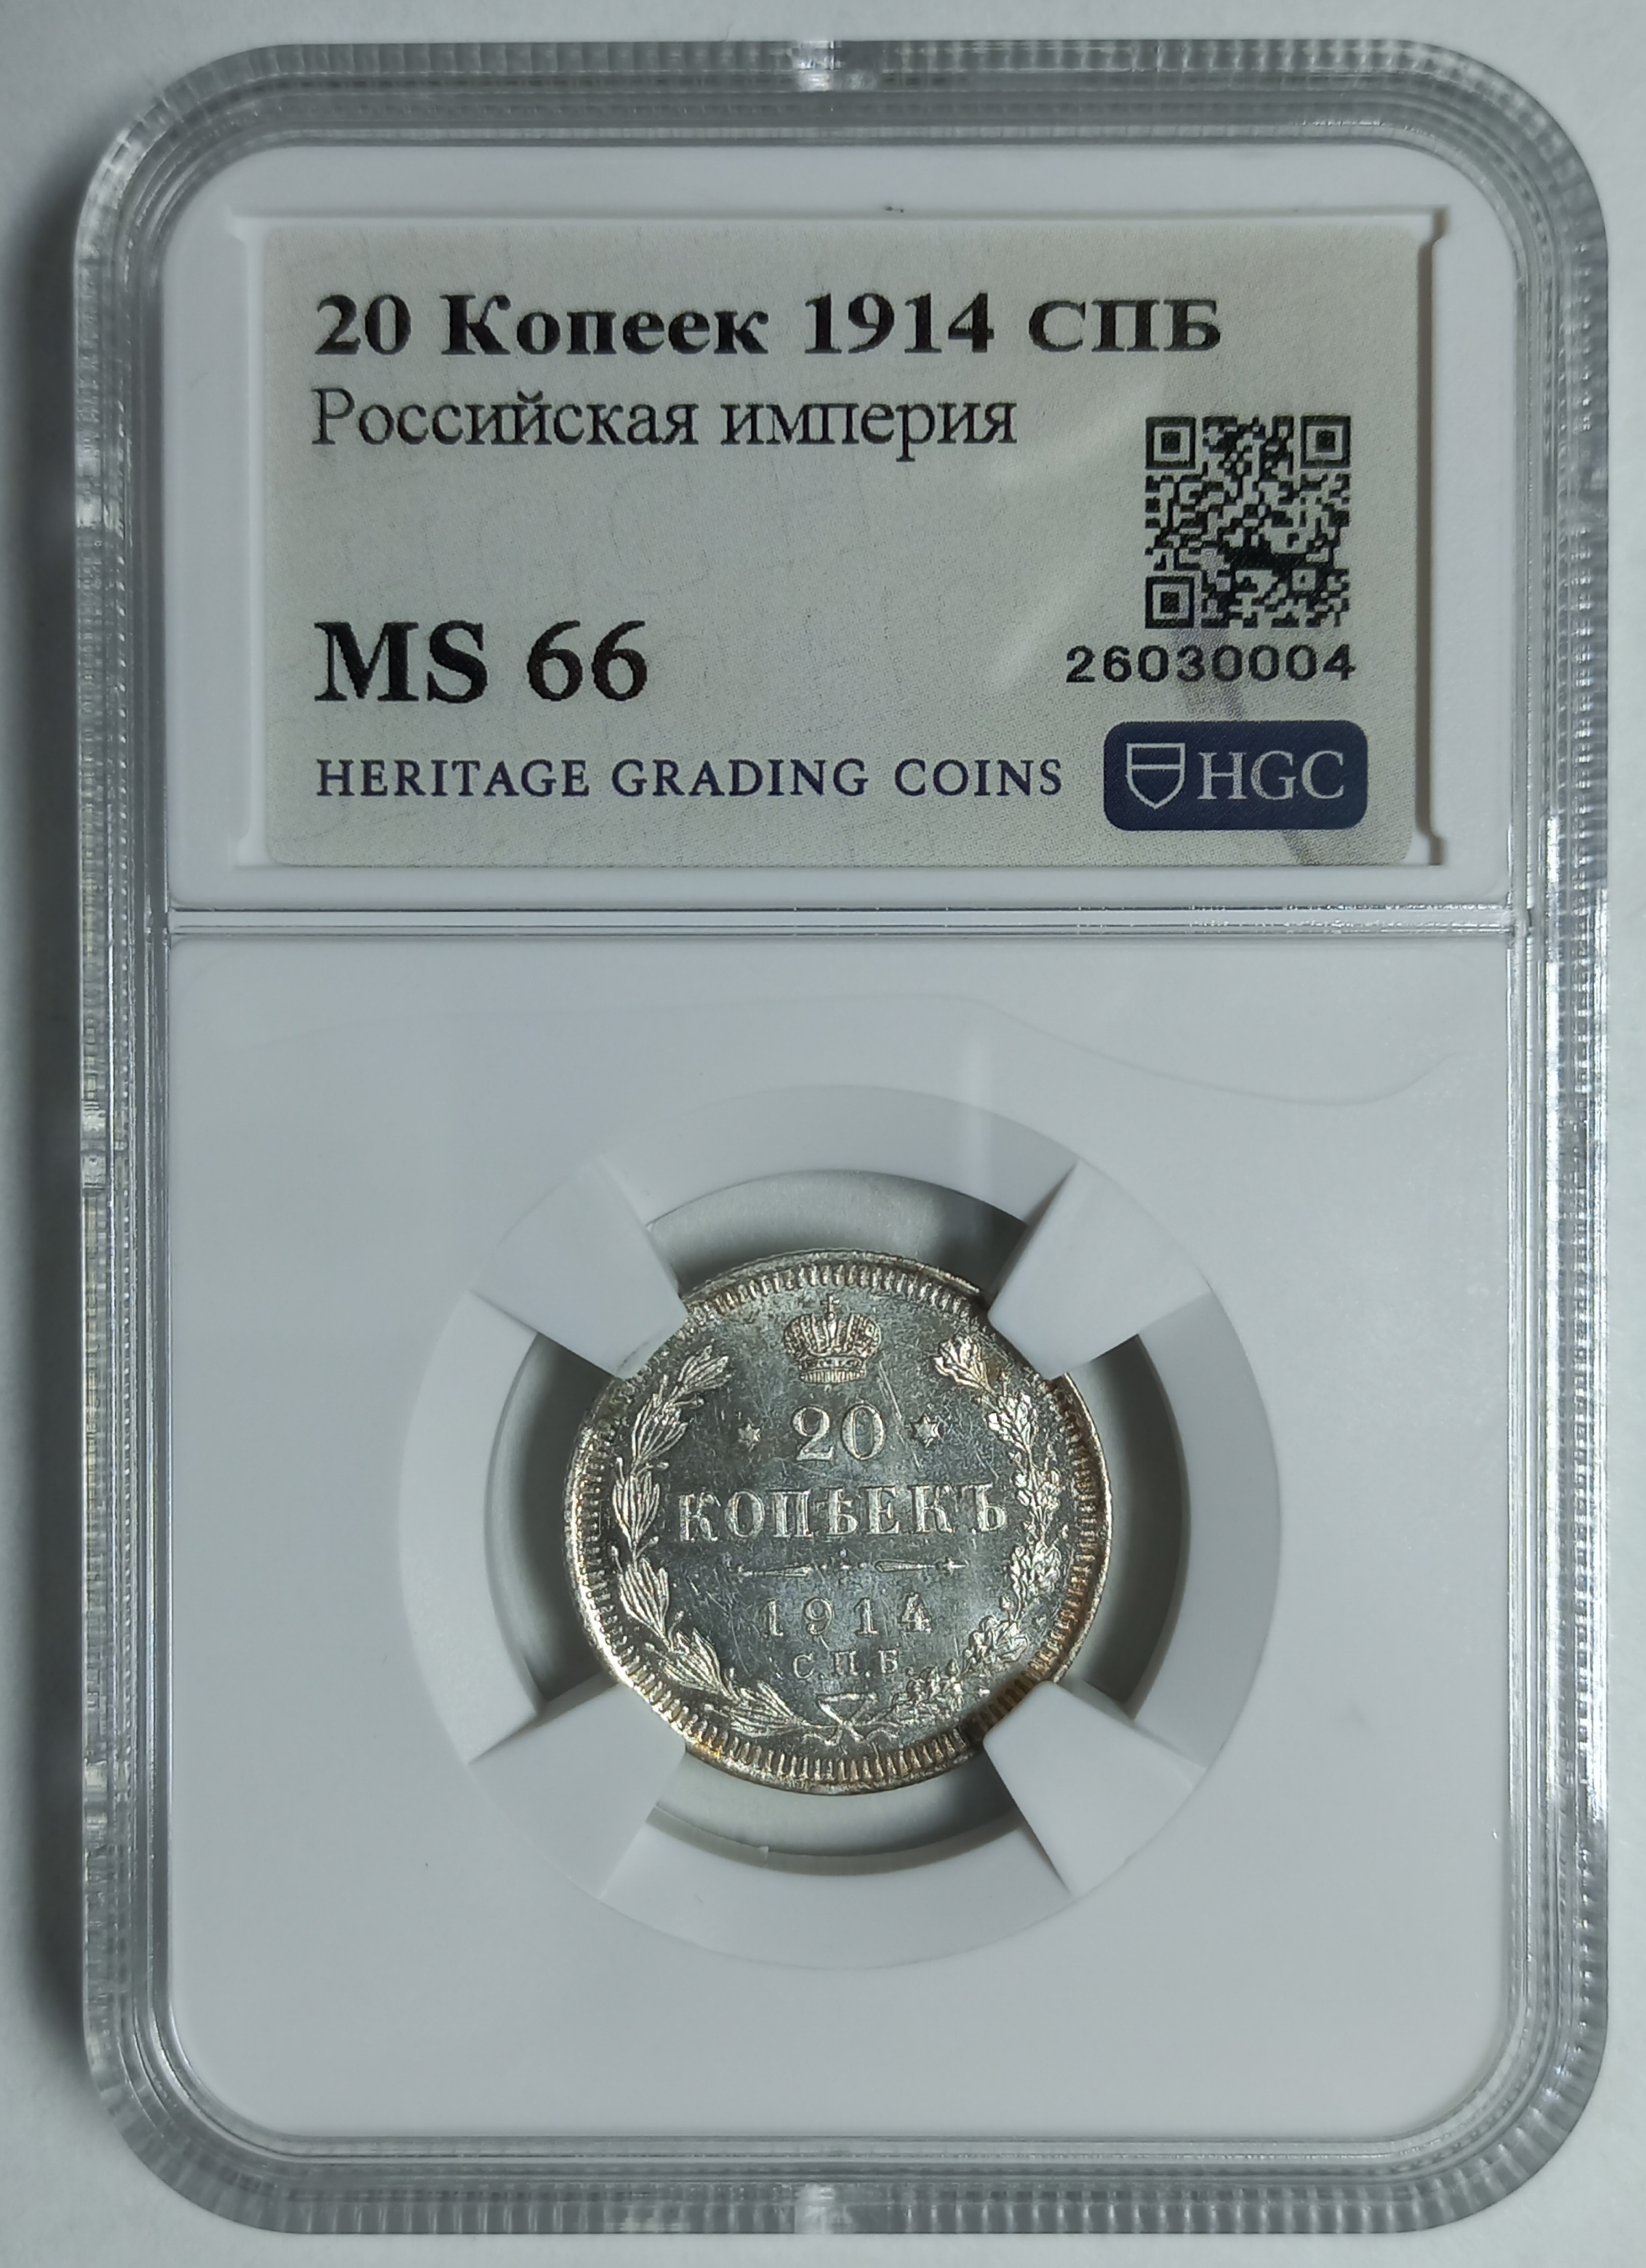 20 Копеек 1914 СПБ
Российская империя
MS 66
26030004
HERITAGE GRADING COINS
HGC
20
КОПѢЕКЪ
1914
С.П.Б.